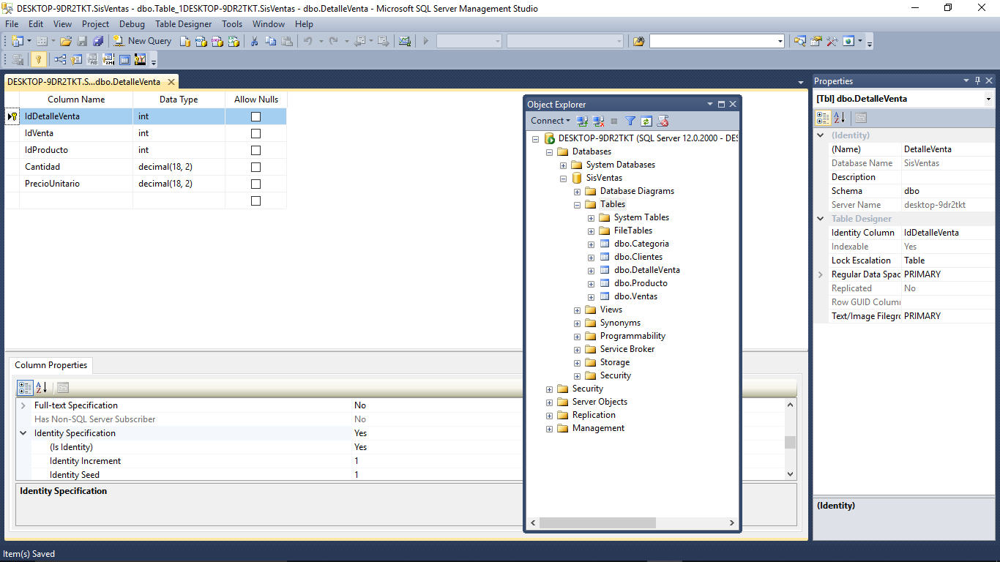 DESKTOP-9DR2TKT.SisVentas - dbo.Table_1DESKTOP-9DR2TKT.SisVentas - dbo.DetalleVenta - Microsoft SQL Server Management Studio
File Edit View Project Debug Table Designer Tools Window Help
New Query
DESKTOP-9DR2TKT.S...dbo.DetalleVenta
Column Name Data Type Allow Nulls
IdDetalleVenta int
IdVenta int
IdProducto int
Cantidad decimal(18, 2)
PrecioUnitario decimal(18, 2)
Column Properties
Full-text Specification No
Has Non-SQL Server Subscriber No
Identity Specification Yes
(Is Identity) Yes
Identity Increment 1
Identity Seed 1
Identity Specification
Object Explorer
Connect
DESKTOP-9DR2TKT (SQL Server 12.0.2000 - DES
Databases
System Databases
SisVentas
Database Diagrams
Tables
System Tables
FileTables
dbo.Categoria
dbo.Clientes
dbo.DetalleVenta
dbo.Producto
dbo.Ventas
Views
Synonyms
Programmability
Service Broker
Storage
Security
Security
Server Objects
Replication
Management
Properties
[Tbl] dbo.DetalleVenta
(Identity)
(Name) DetalleVenta
Database Name SisVentas
Description
Schema dbo
Server Name desktop-9dr2tkt
Table Designer
Identity Column IdDetalleVenta
Indexable Yes
Lock Escalation Table
Regular Data Spac PRIMARY
Replicated No
Row GUID Column
Text/Image Filegro PRIMARY
(Identity)
Item(s) Saved